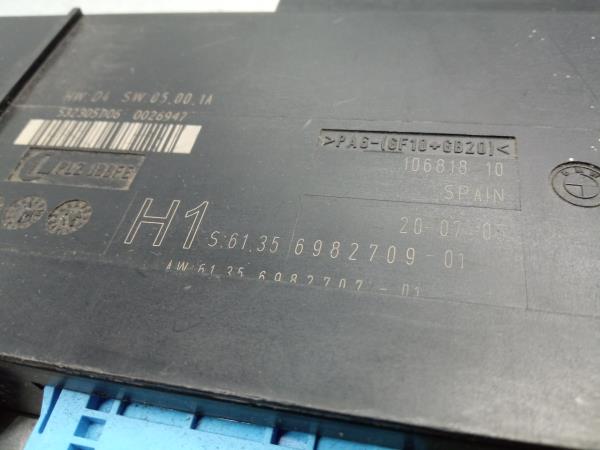 HW:04 SW:05.00.1A
532305D06 0026947
>PA6-(GF10+GB20)<
106818 10
SPAIN
20-07-05
H1 S:61.35 6982709-01
AW:61.35 6982707-01